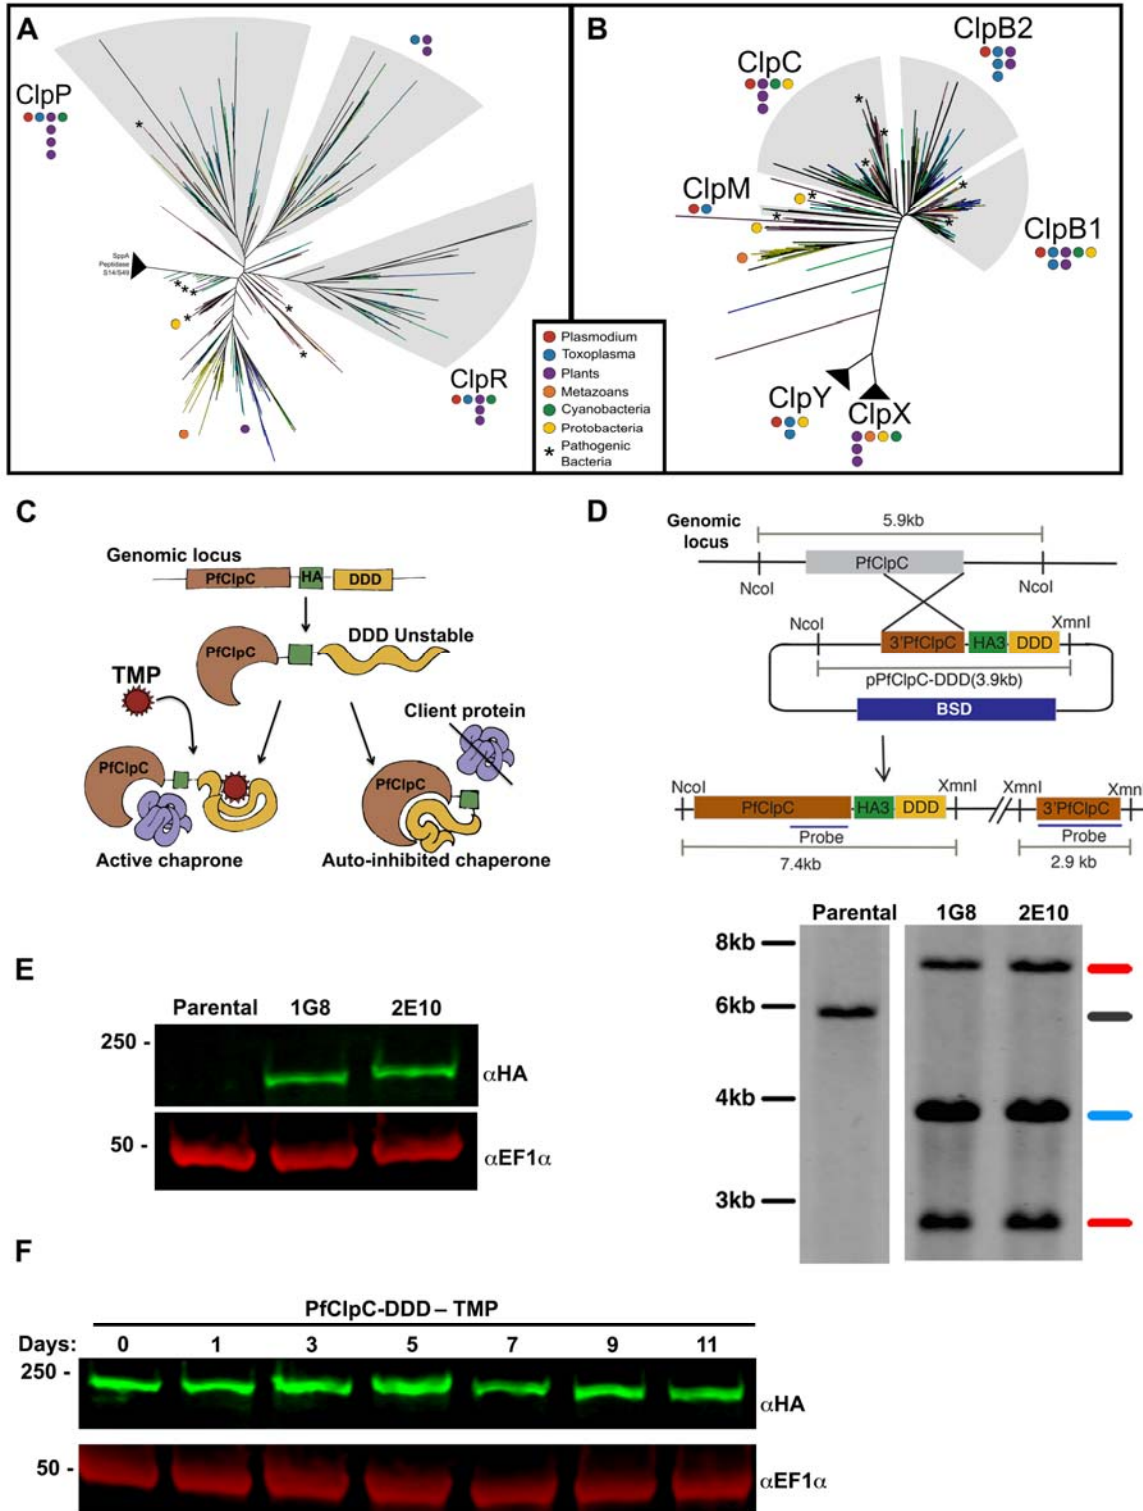 A
ClpP
SppA
Peptidase
S14/S49
ClpR
B
ClpC
ClpB2
ClpM
ClpB1
ClpY
ClpX
Plasmodium
Toxoplasma
Plants
Metazoans
Cyanobacteria
Protobacteria
* Pathogenic
Bacteria
C
Genomic locus
PfClpC HA DDD
PfClpC
DDD Unstable
TMP
Client protein
PfClpC
PfClpC
Active chaprone
Auto-inhibited chaperone
D
Genomic
locus
5.9kb
PfClpC
NcoI
NcoI
NcoI
XmnI
3'PfClpC HA3 DDD
pPfClpC-DDD(3.9kb)
BSD
NcoI
XmnI
XmnI
XmnI
PfClpC HA3 DDD
3'PfClpC
Probe
Probe
7.4kb
2.9 kb
Parental 1G8 2E10
8kb
6kb
4kb
3kb
E
Parental 1G8 2E10
250 -
αHA
50 -
αEF1α
F
PfClpC-DDD – TMP
Days: 0 1 3 5 7 9 11
250 -
αHA
50 -
αEF1α